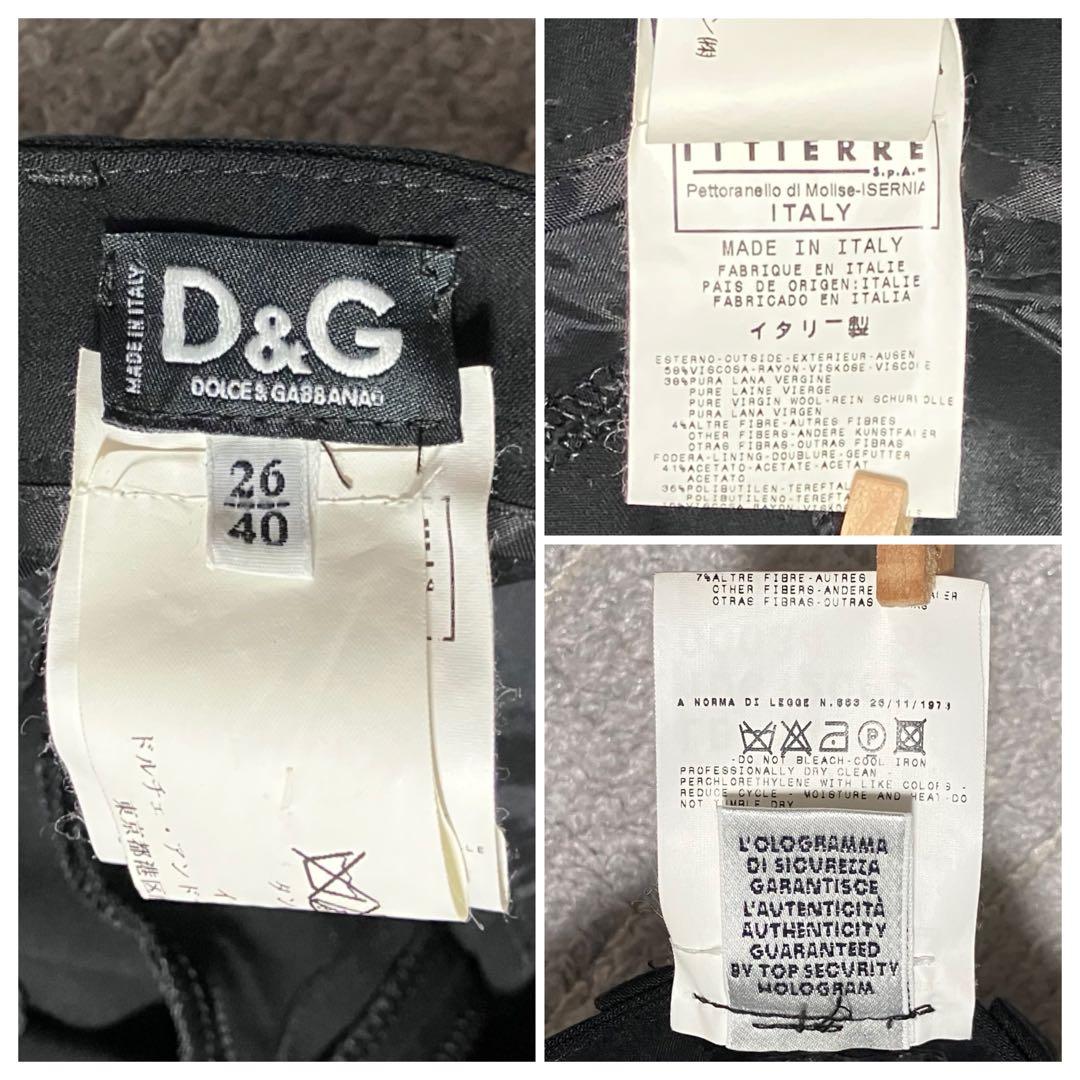 MADE IN ITALY
D&G
DOLCE & GABBANA
26
40
ドルチェ・アンド
東京都港区
ITTIERRE
S.p.A.
Pettoranello di Molise-ISERNIA
ITALY
MADE IN ITALY
FABRIQUE EN ITALIE
PAIS DE ORIGEN:ITALIE
FABRICADO EN ITALIA
イタリー製
ESTERNO-OUTSIDE-EXTERIEUR-AUSEN
58%VISCOSA-RAYON-VISKOSE-VISCOSE
38%PURA LANA VERGINE
PURE LAINE VIERGE
PURE VIRGIN WOOL-REIN SCHURWOLLE
PURA LANA VIRGEN
4%ALTRE FIBRE-AUTRES FIBRES
OTHER FIBERS-ANDERE KUNSTFASER
OTRAS FIBRAS-OUTRAS FIBRAS
FODERA-LINING-DOUBLURE-GEFUTTER
41%ACETATO-ACETATE-ACETAT
ACETATO
36%POLIBUTILEN-TEREFTAL
POLIBUTILENO-TEREFTA
VISCOSA RAYON
7%ALTRE FIBRE-AUTRES
OTHER FIBERS-ANDERE
OTRAS FIBRAS-OUTRAS
A NORMA DI LEGGE N.883 26/11/1973
P
-DO NOT BLEACH-COOL IRON
PROFESSIONALLY DRY CLEAN -
PERCHLORETHYLENE WITH LIKE COLORS -
REDUCE CYCLE - MOISTURE AND HEAT-DO
NOT TUMBLE DRY
L'OLOGRAMMA
DI SICUREZZA
GARANTISCE
L'AUTENTICITÀ
AUTHENTICITY
GUARANTEED
BY TOP SECURITY
HOLOGRAM